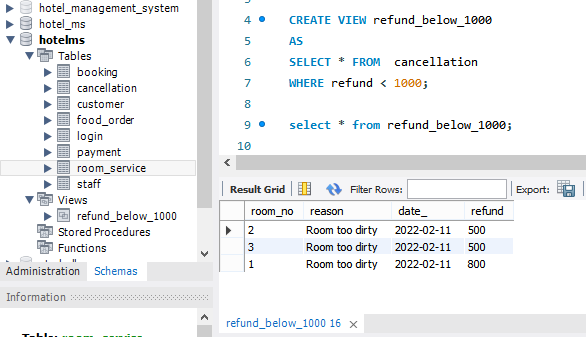 hotel_management_system
hotel_ms
hotelms
Tables
booking
cancellation
customer
food_order
login
payment
room_service
staff
Views
refund_below_1000
Stored Procedures
Functions
Administration Schemas
Information
4 CREATE VIEW refund_below_1000
5 AS
6 SELECT * FROM cancellation
7 WHERE refund < 1000;
8
9 select * from refund_below_1000;
10
Result Grid Filter Rows: Export:
room_no reason date_ refund
2 Room too dirty 2022-02-11 500
3 Room too dirty 2022-02-11 500
1 Room too dirty 2022-02-11 800
refund_below_1000 16
Table: room_service